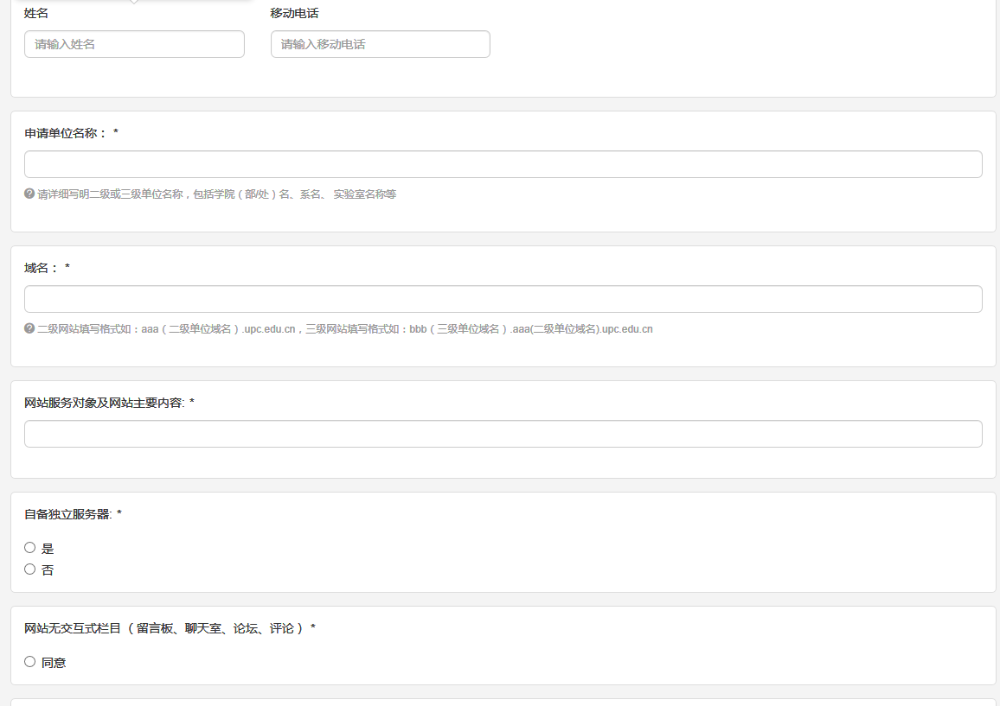 姓名 移动电话
请输入姓名 请输入移动电话
申请单位名称： *
请详细写明二级或三级单位名称，包括学院（部/处）名、系名、 实验室名称等
域名： *
二级网站填写格式如：aaa（二级单位域名）.upc.edu.cn，三级网站填写格式如：bbb（三级单位域名）.aaa(二级单位域名).upc.edu.cn
网站服务对象及网站主要内容: *
自备独立服务器: *
是
否
网站无交互式栏目（留言板、聊天室、论坛、评论） *
同意